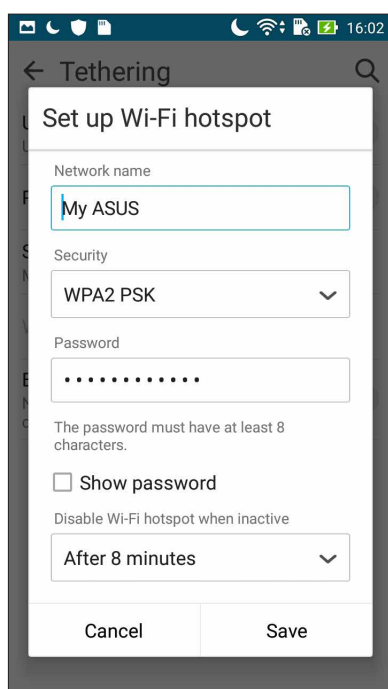 16:02
Tethering
Set up Wi-Fi hotspot
Network name
My ASUS
Security
WPA2 PSK
Password
••••••••••••
The password must have at least 8
characters.
Show password
Disable Wi-Fi hotspot when inactive
After 8 minutes
Cancel Save